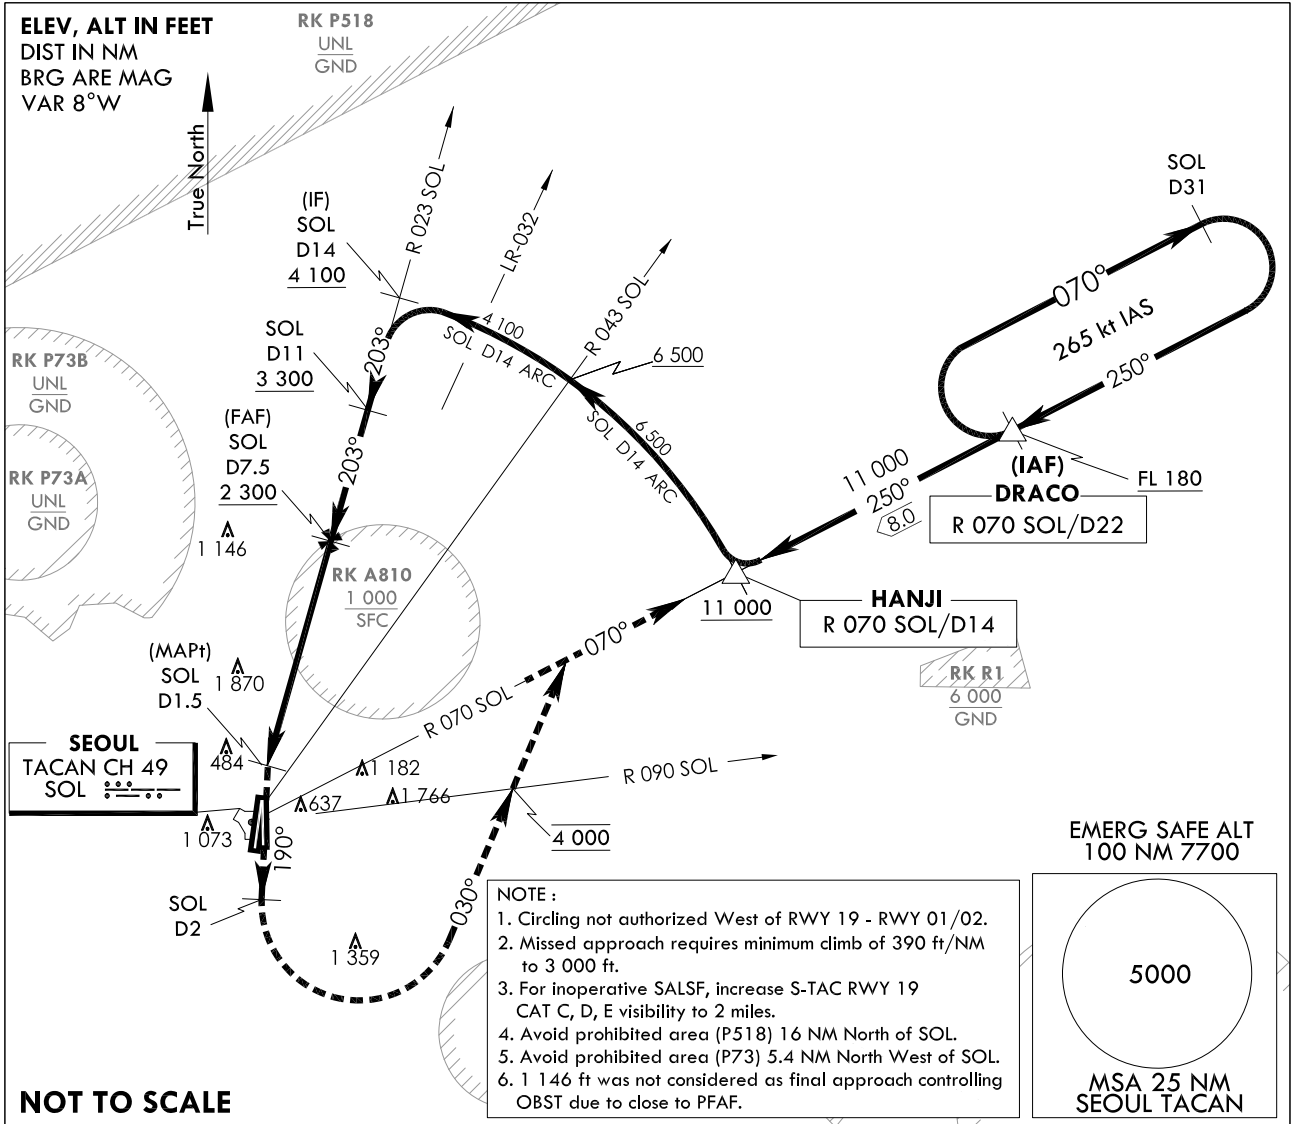 ELEV, ALT IN FEET
DIST IN NM
BRG ARE MAG
VAR 8°W
True North
RK P518
UNL
GND
R 023 SOL
LR-032
R 043 SOL
(IF)
SOL
D14
4 100
SOL
D11
3 300
(FAF)
SOL
D7.5
2 300
203°
203°
4 100
SOL D14 ARC
6 500
6 500
SOL D14 ARC
SOL
D31
070°
265 kt IAS
250°
FL 180
(IAF)
DRACO
R 070 SOL/D22
11 000
250°
8.0
HANJI
R 070 SOL/D14
11 000
RK P73B
UNL
GND
RK P73A
UNL
GND
1 146
RK A810
1 000
SFC
RK R1
6 000
GND
(MAPt)
SOL
D1.5
1 870
484
070°
R 070 SOL
R 090 SOL
SEOUL
TACAN CH 49
SOL
1 182
637
1 766
1 073
190°
4 000
030°
SOL
D2
1 359
NOTE :
1. Circling not authorized West of RWY 19 - RWY 01/02.
2. Missed approach requires minimum climb of 390 ft/NM
to 3 000 ft.
3. For inoperative SALSF, increase S-TAC RWY 19
CAT C, D, E visibility to 2 miles.
4. Avoid prohibited area (P518) 16 NM North of SOL.
5. Avoid prohibited area (P73) 5.4 NM North West of SOL.
6. 1 146 ft was not considered as final approach controlling
OBST due to close to PFAF.
EMERG SAFE ALT
100 NM 7700
5000
MSA 25 NM
SEOUL TACAN
NOT TO SCALE